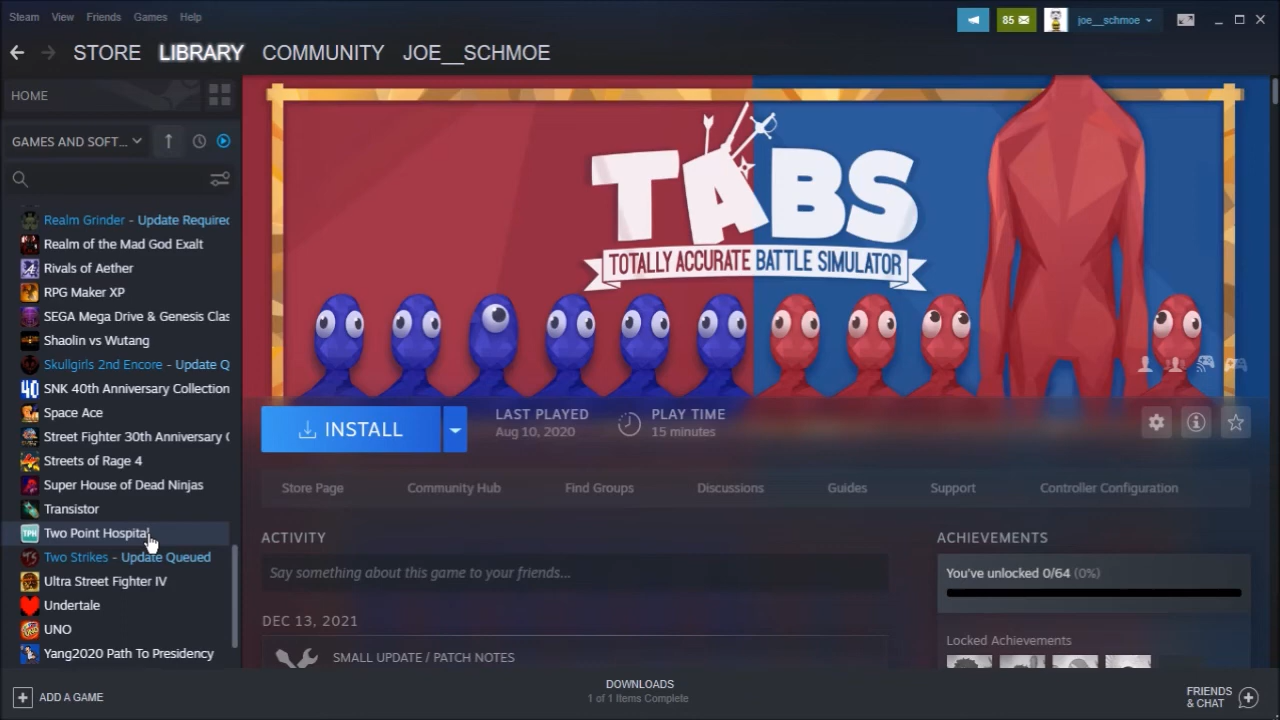 Steam View Friends Games Help
85
joe__schmoe
STORE LIBRARY COMMUNITY JOE__SCHMOE
HOME
GAMES AND SOFT...
Realm Grinder - Update Required
Realm of the Mad God Exalt
Rivals of Aether
RPG Maker XP
SEGA Mega Drive & Genesis Clas
Shaolin vs Wutang
Skullgirls 2nd Encore - Update Q
SNK 40th Anniversary Collection
Space Ace
Street Fighter 30th Anniversary C
Streets of Rage 4
Super House of Dead Ninjas
Transistor
Two Point Hospital
Two Strikes - Update Queued
Ultra Street Fighter IV
Undertale
UNO
Yang2020 Path To Presidency
TABS
TOTALLY ACCURATE BATTLE SIMULATOR
INSTALL
LAST PLAYED
Aug 10, 2020
PLAY TIME
15 minutes
Store Page Community Hub Find Groups Discussions Guides Support Controller Configuration
ACTIVITY
Say something about this game to your friends...
DEC 13, 2021
SMALL UPDATE / PATCH NOTES
ACHIEVEMENTS
You've unlocked 0/64 (0%)
Locked Achievements
ADD A GAME
DOWNLOADS
1 of 1 Items Complete
FRIENDS
& CHAT